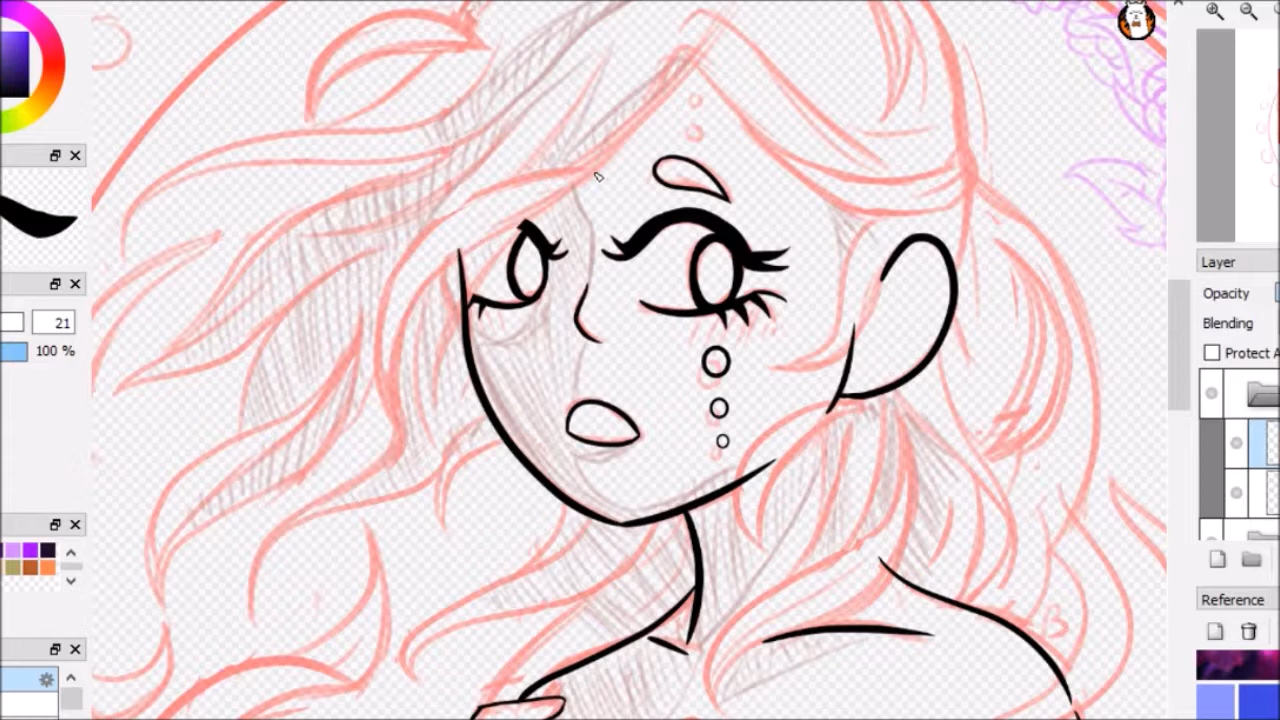 21
100 %
Layer
Opacity
Blending
Protect A
Reference